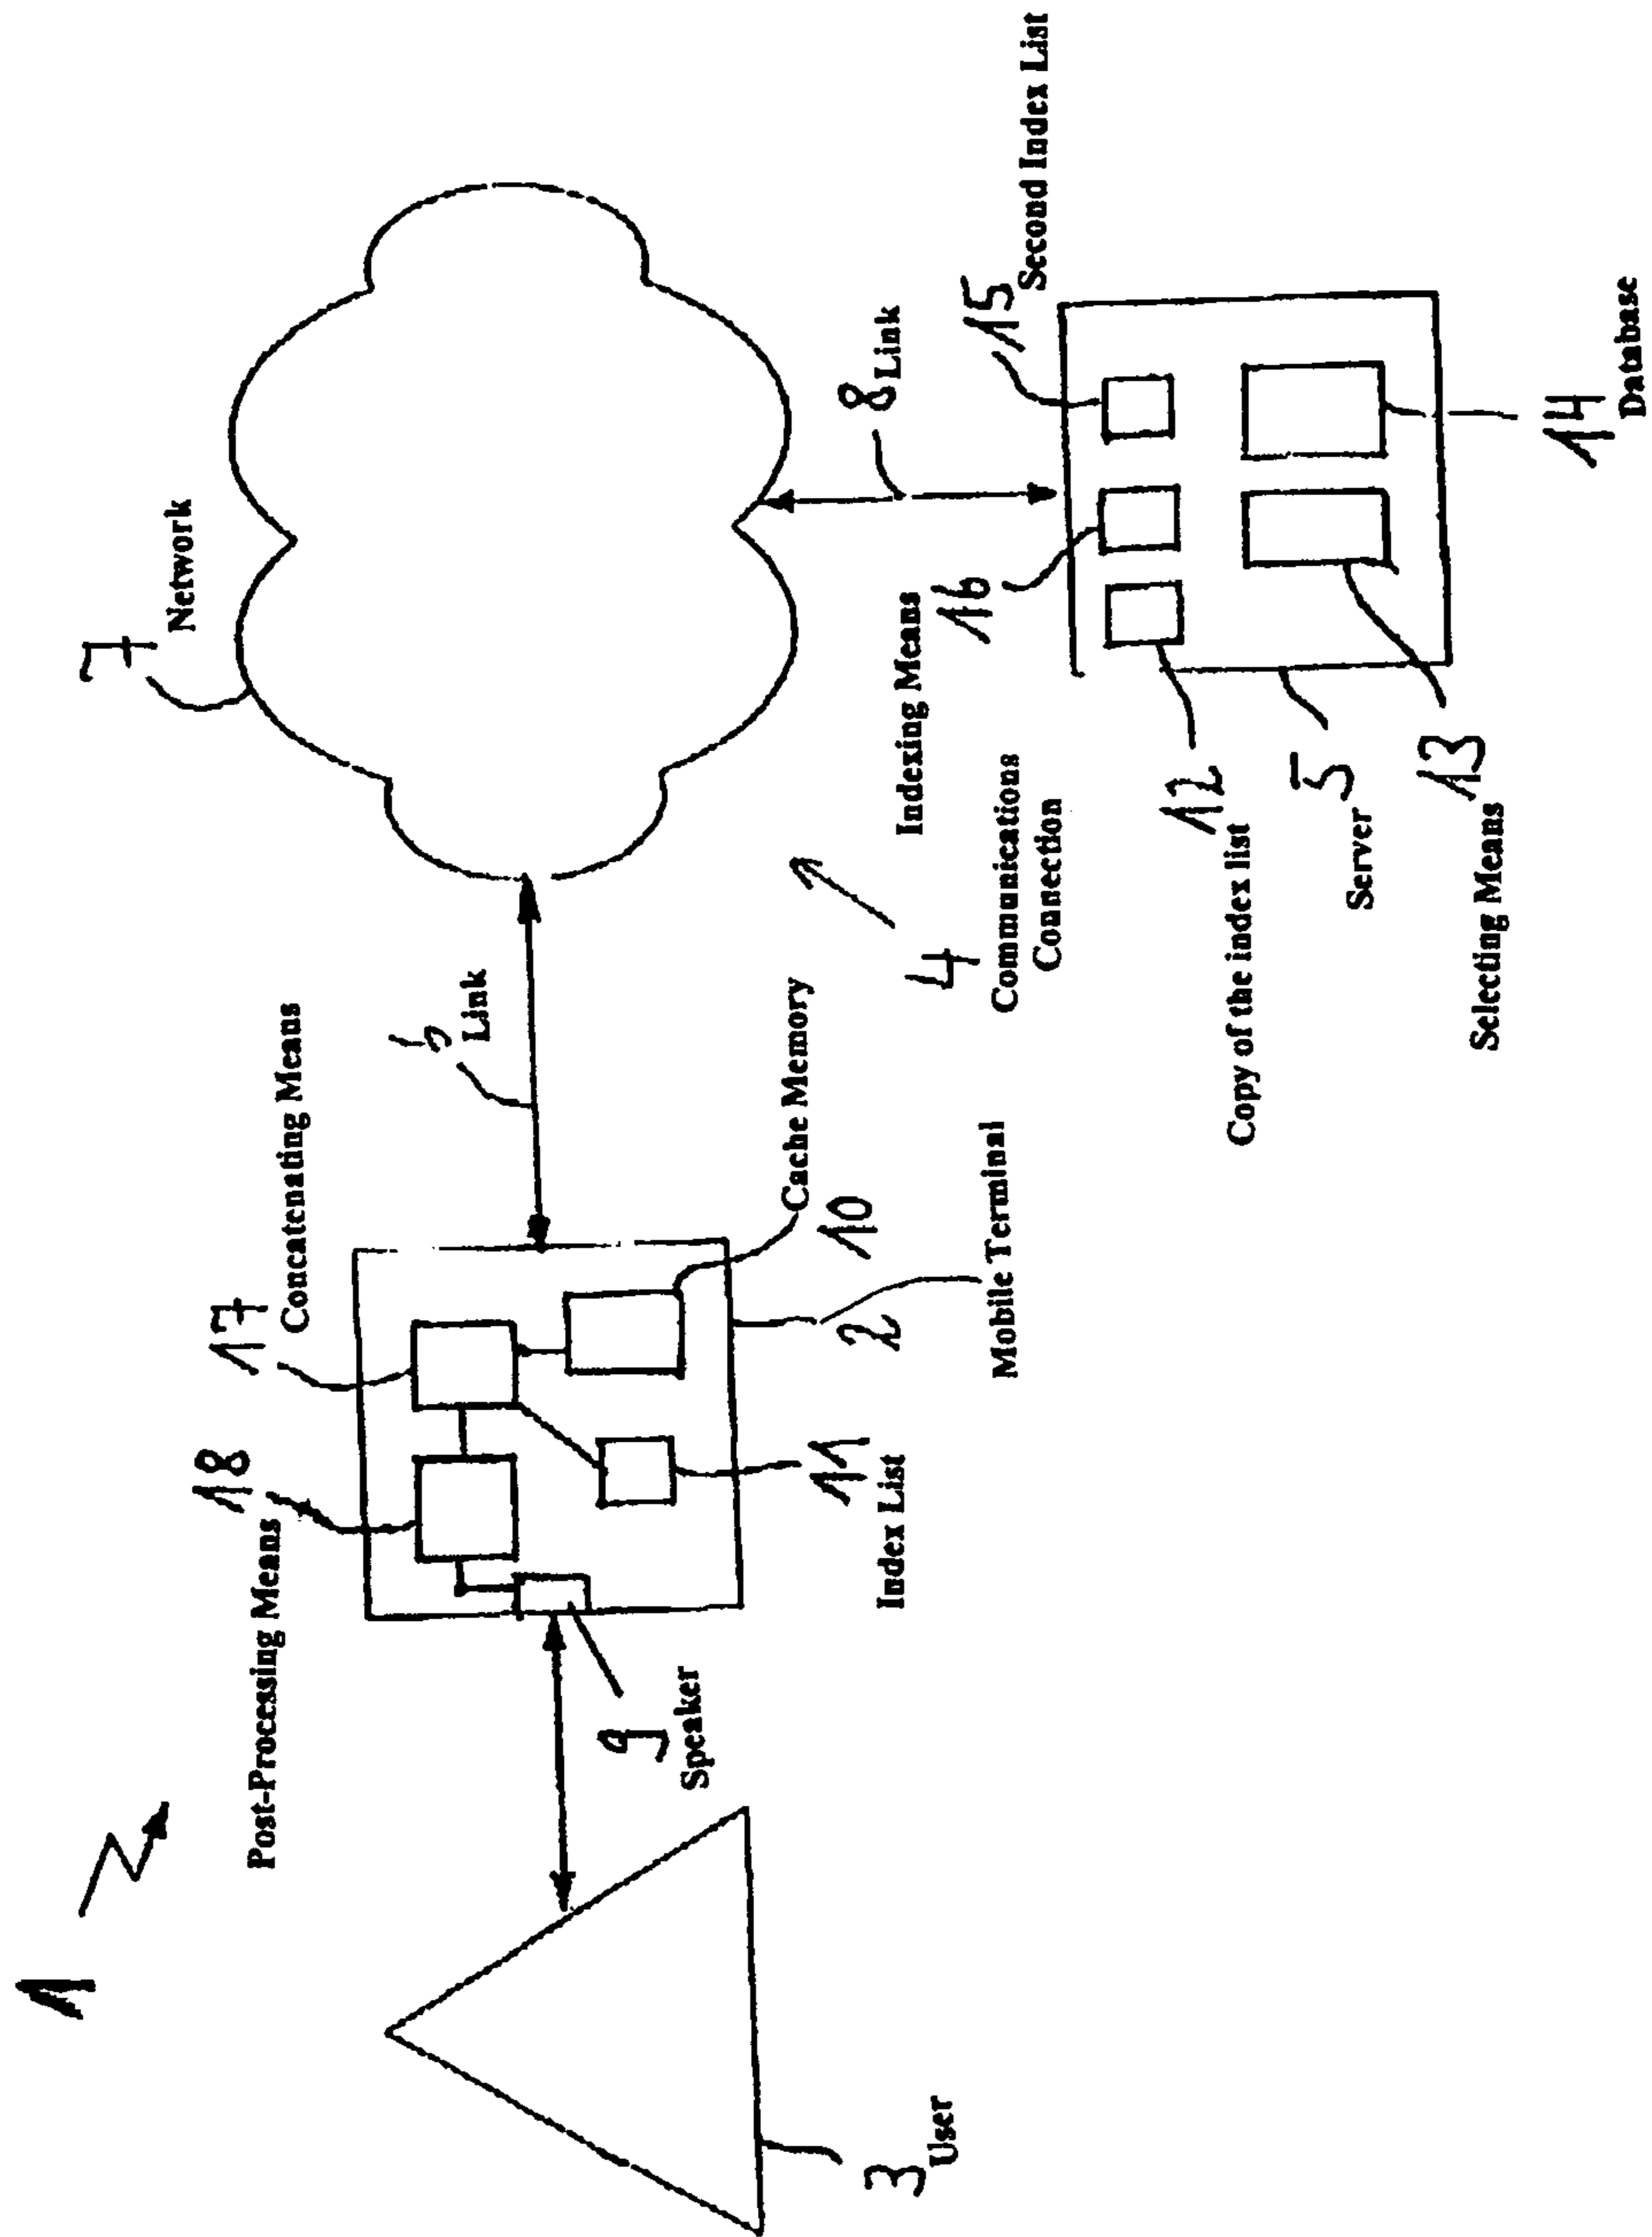 1
7
Network
18
Post-Processing Means
17
Concatenating Means
6
Link
9
Speaker
Cache Memory
10
11
Index List
2
Mobile Terminal
3
User
8
Link
Indexing Means
16
15
Second Index List
4
Communications
Connection
12
Copy of the index list
5
Server
13
Selecting Means
14
Database